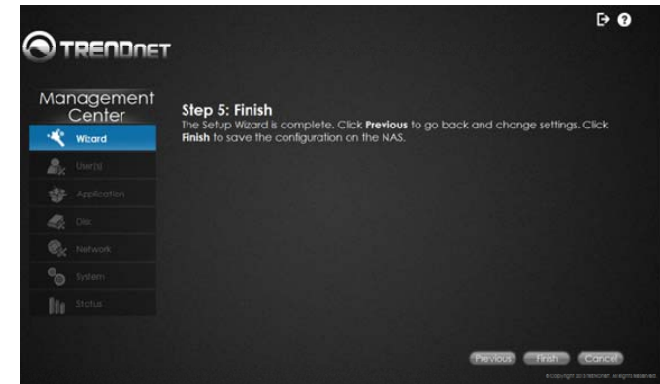 TRENDNET
Management
Center
Wizard
User(s)
Application
Disk
Network
System
Status
Step 5: Finish
The Setup Wizard is complete. Click Previous to go back and change settings. Click
Finish to save the configuration on the NAS.
Previous Finish Cancel